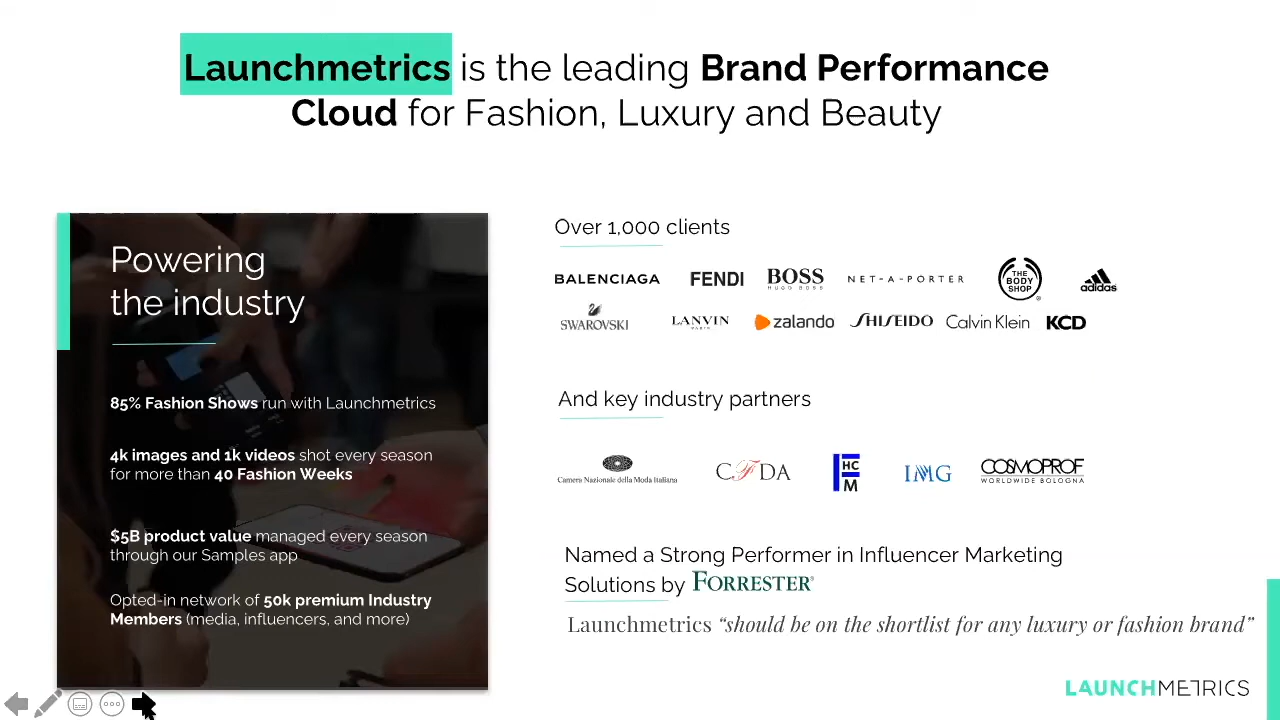 Launchmetrics is the leading Brand Performance
Cloud for Fashion, Luxury and Beauty
Powering
the industry
85% Fashion Shows run with Launchmetrics
4k images and 1k videos shot every season
for more than 40 Fashion Weeks
$5B product value managed every season
through our Samples app
Opted-in network of 50k premium Industry
Members (media, influencers, and more)
Over 1,000 clients
BALENCIAGA FENDI BOSS HUGO BOSS NET-A-PORTER THE BODY SHOP ® adidas
SWAROVSKI LANVIN PARIS zalando SHISEIDO Calvin Klein KCD
And key industry partners
Camera Nazionale della Moda Italiana CFDA FHCM IMG COSMOPROF
WORLDWIDE BOLOGNA
Named a Strong Performer in Influencer Marketing
Solutions by FORRESTER®
Launchmetrics “should be on the shortlist for any luxury or fashion brand”
LAUNCHMETRICS